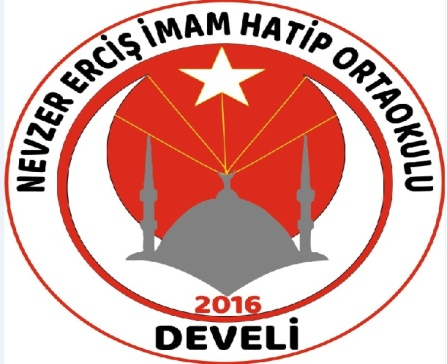 NEVZER ERCİŞ İMAM HATİP ORTAOKULU
2016
DEVELİ